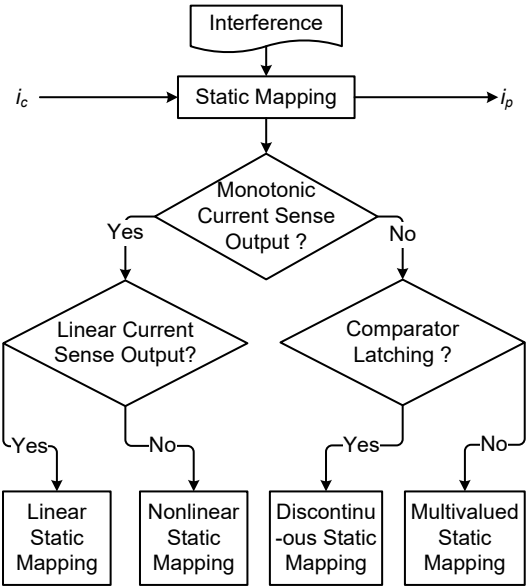 Interference
i_c
Static Mapping
i_p
Monotonic
Current Sense
Output ?
Yes
No
Linear Current
Sense Output?
Comparator
Latching ?
Yes
No
Yes
No
Linear
Static
Mapping
Nonlinear
Static
Mapping
Discontinu
-ous Static
Mapping
Multivalued
Static
Mapping